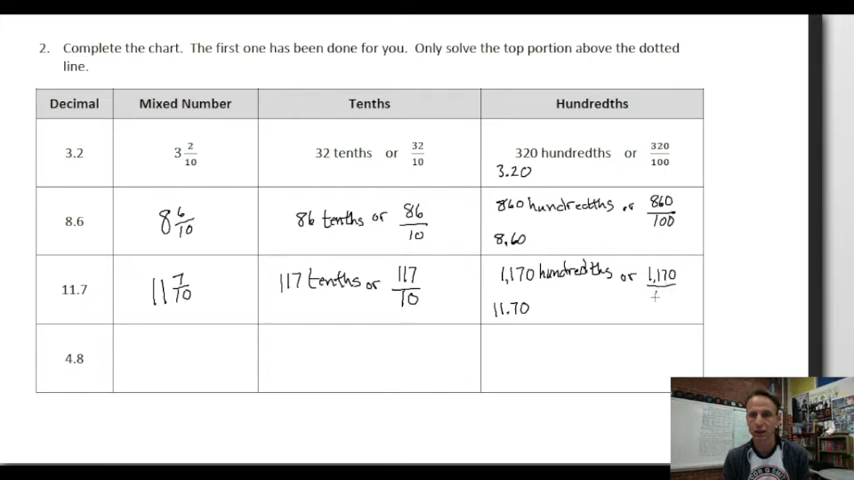 2. Complete the chart. The first one has been done for you. Only solve the top portion above the dotted
line.
Decimal Mixed Number Tenths Hundredths
3.2 3 2/10 32 tenths or 32/10 320 hundredths or 320/100
3.20
8.6 8 6/10 86 tenths or 86/10 860 hundredths or 860/100
8.60
11.7 11 7/10 117 tenths or 117/10 1,170 hundredths or 1,170
11.70
4.8